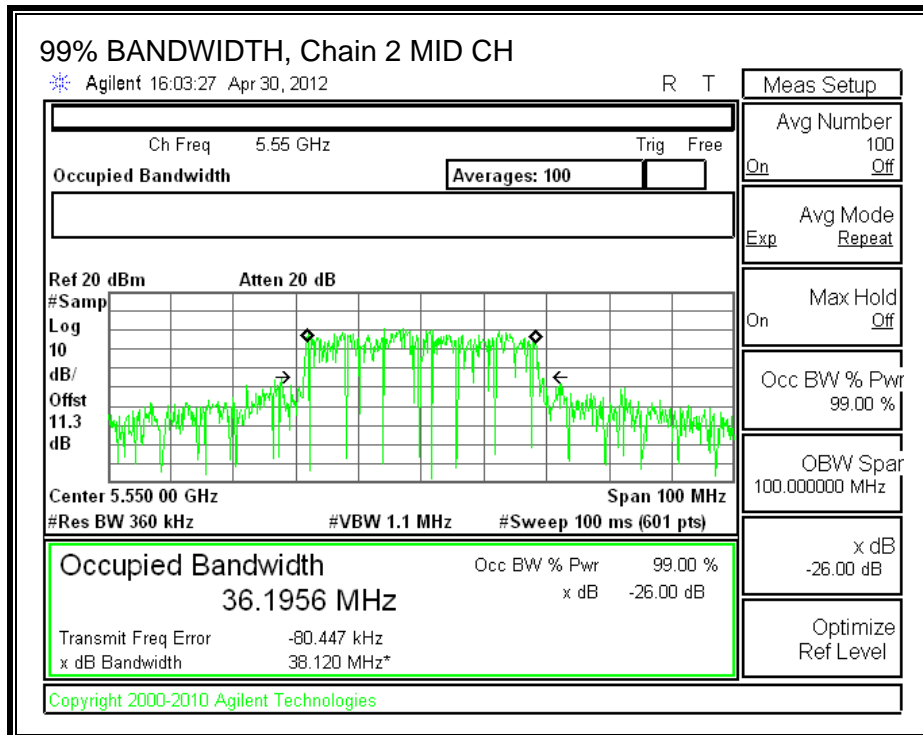 99% BANDWIDTH, Chain 2 MID CH
Agilent 16:03:27 Apr 30, 2012 R T
Ch Freq 5.55 GHz Trig Free
Occupied Bandwidth Averages: 100
Ref 20 dBm Atten 20 dB
#Samp
Log
10
dB/
Offst
11.3
dB
Center 5.550 00 GHz Span 100 MHz
#Res BW 360 kHz #VBW 1.1 MHz #Sweep 100 ms (601 pts)
Occupied Bandwidth Occ BW % Pwr 99.00 %
36.1956 MHz x dB -26.00 dB
Transmit Freq Error -80.447 kHz
x dB Bandwidth 38.120 MHz*
Copyright 2000-2010 Agilent Technologies
Meas Setup
Avg Number
100
On Off
Avg Mode
Exp Repeat
Max Hold
On Off
Occ BW % Pwr
99.00 %
OBW Span
100.000000 MHz
x dB
-26.00 dB
Optimize
Ref Level